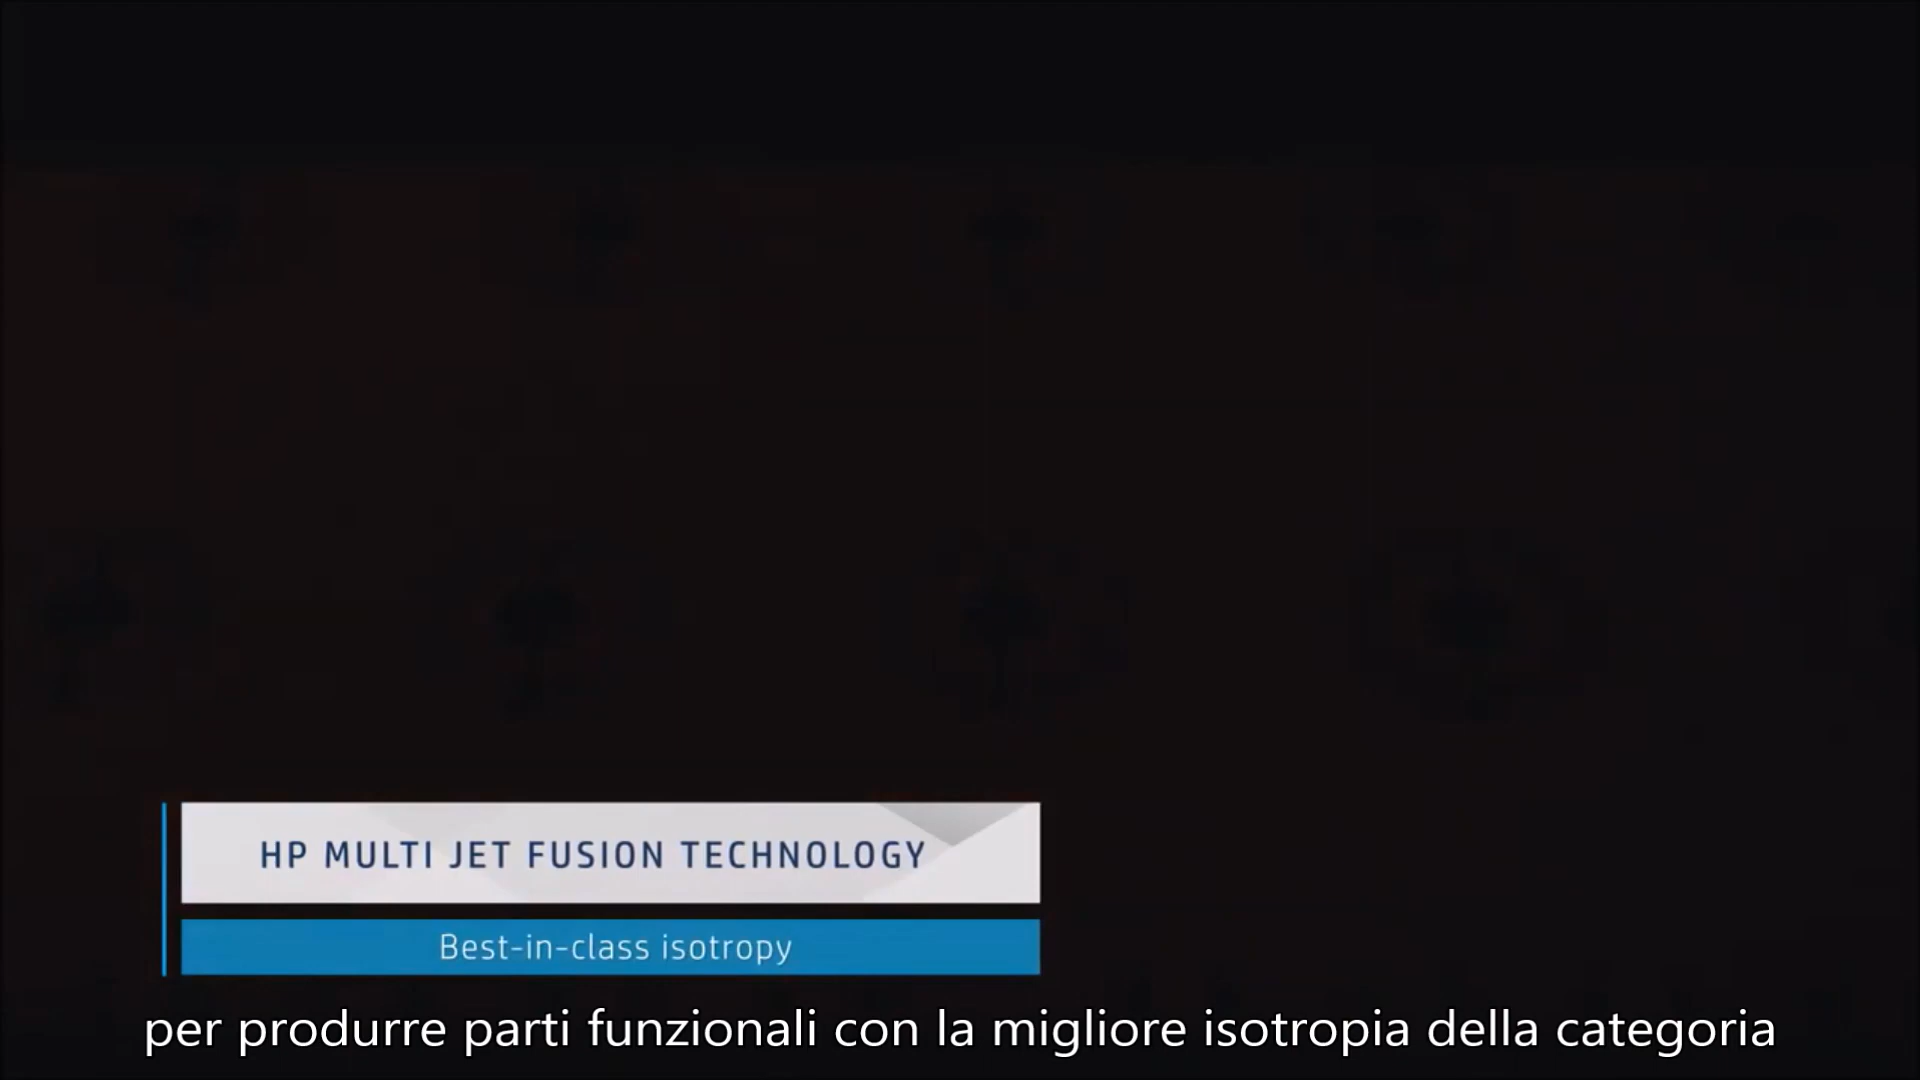 HP MULTI JET FUSION TECHNOLOGY
Best-in-class isotropy
per produrre parti funzionali con la migliore isotropia della categoria